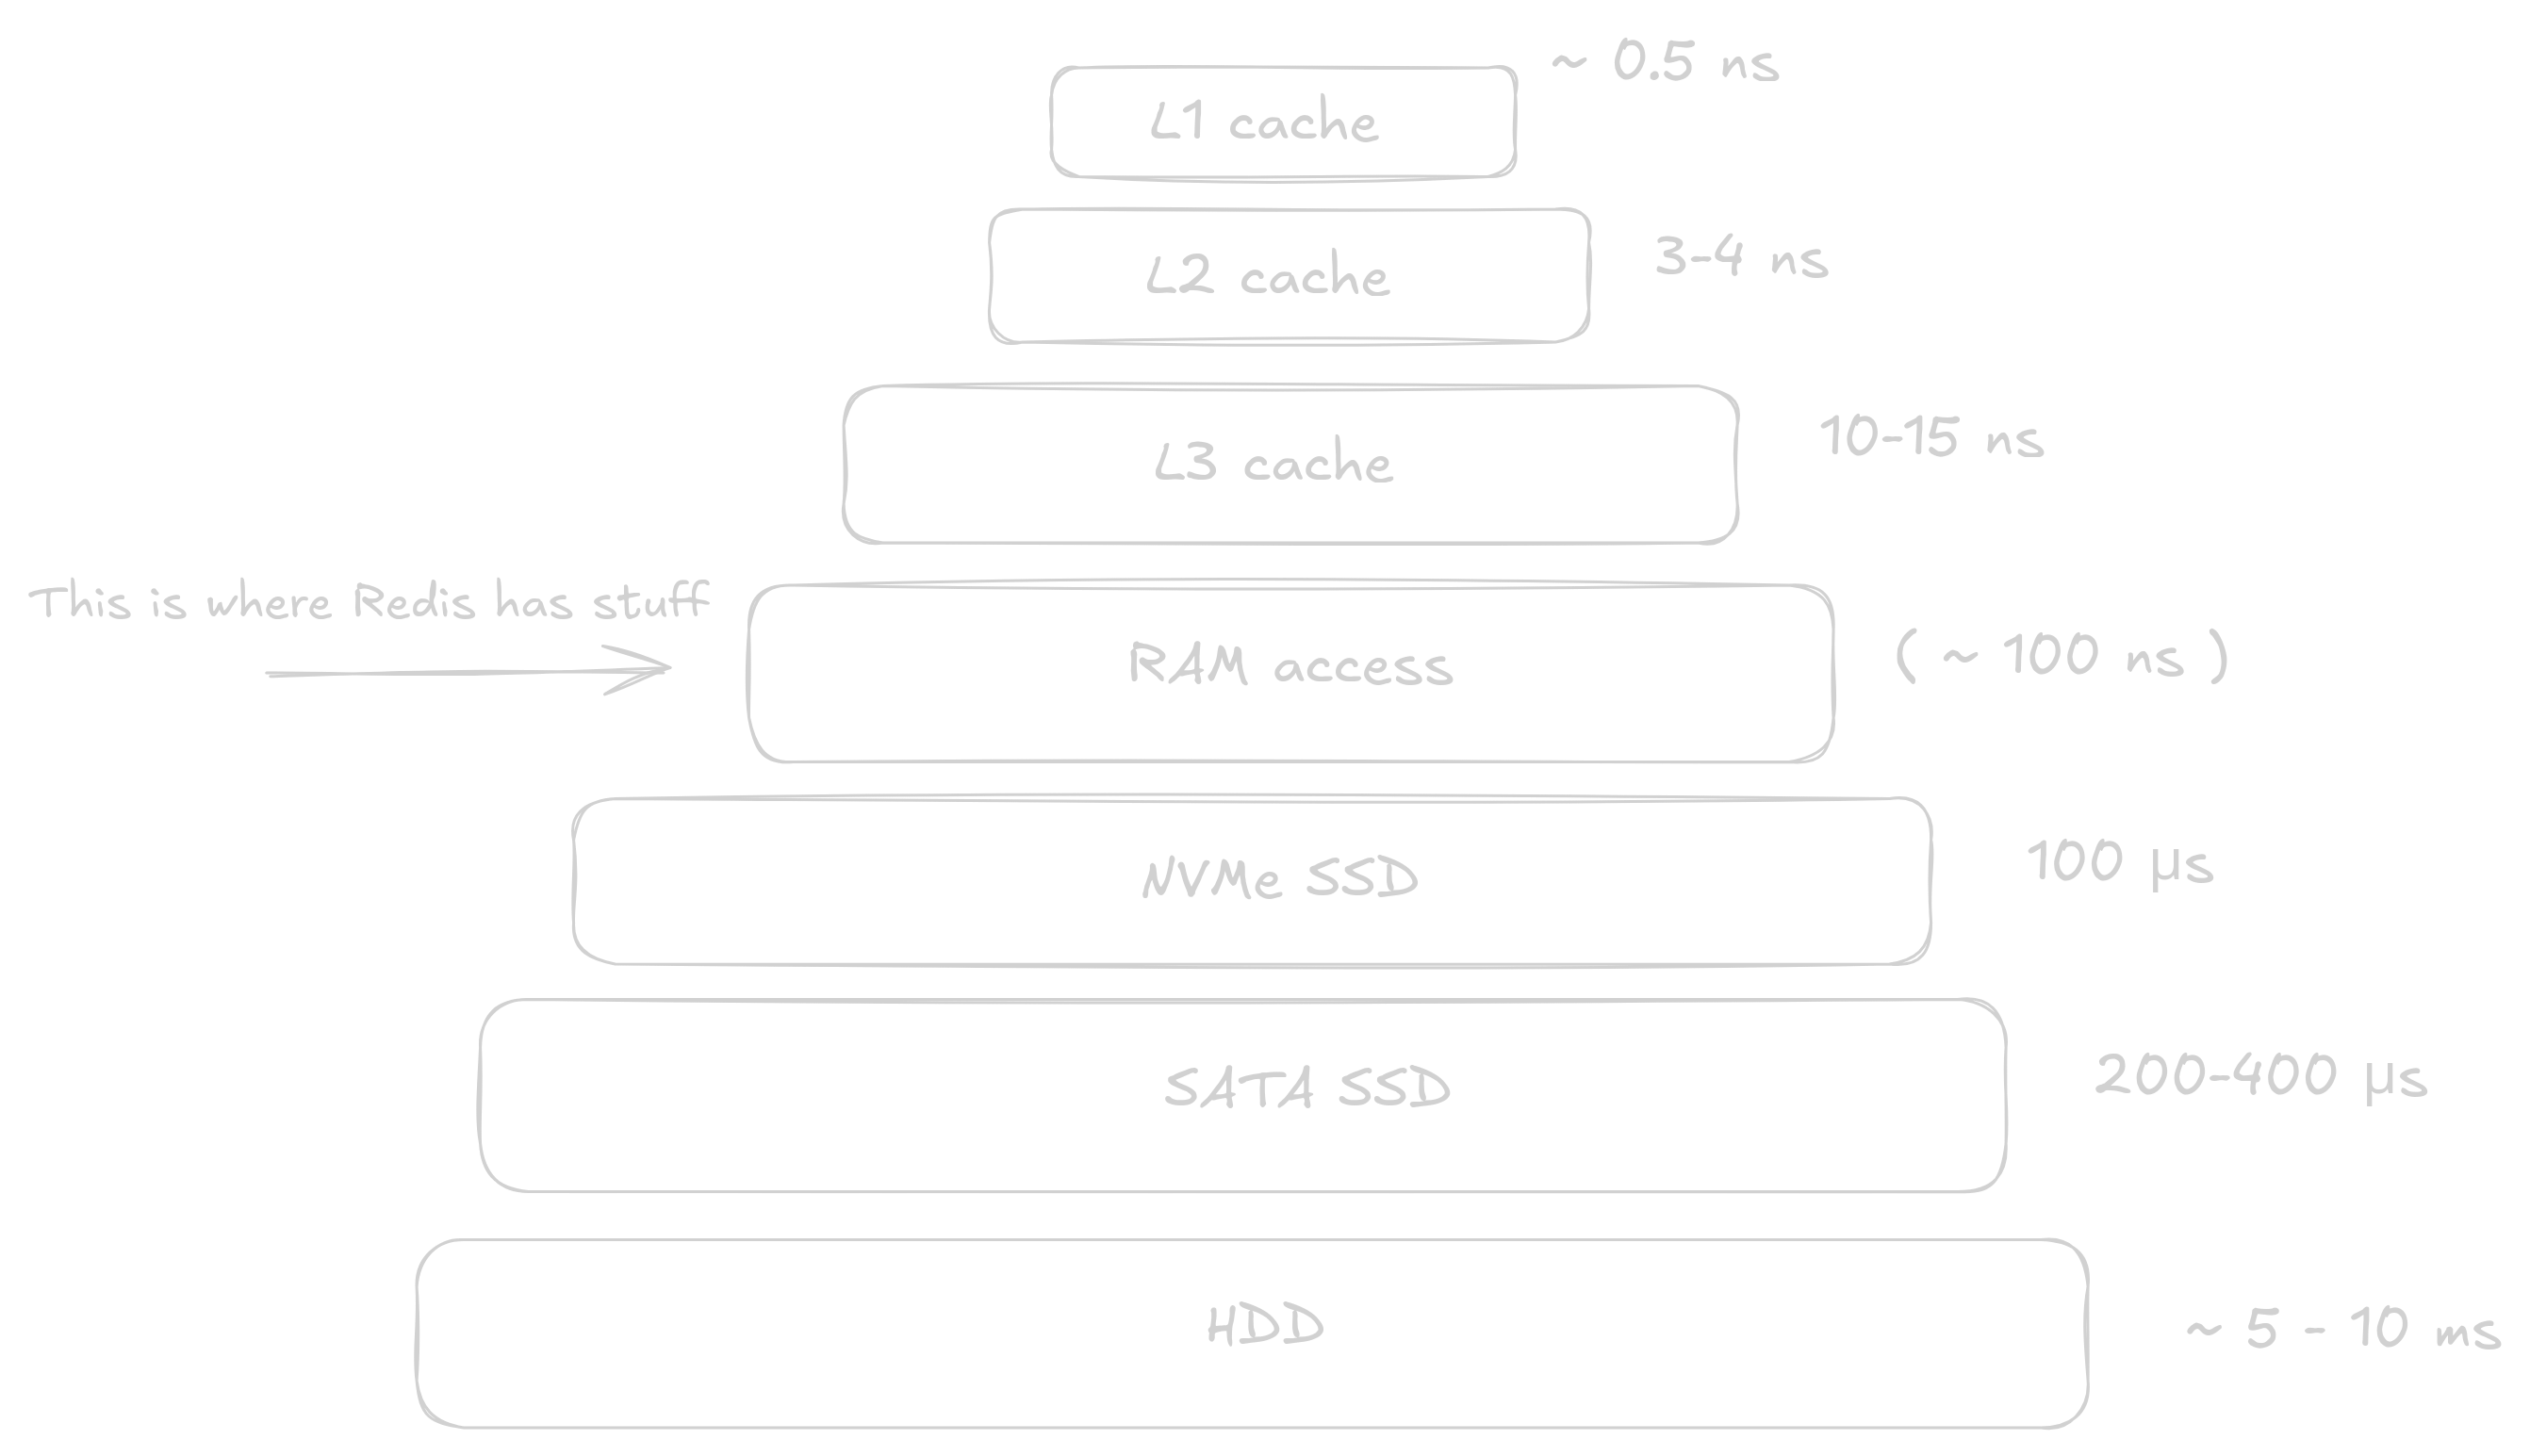 ~ 0.5 ns
L1 cache
3-4 ns
L2 cache
10-15 ns
L3 cache
This is where Redis has stuff
RAM access
( ~ 100 ns )
NVMe SSD
100 μs
SATA SSD
200-400 μs
HDD
~ 5 - 10 ms